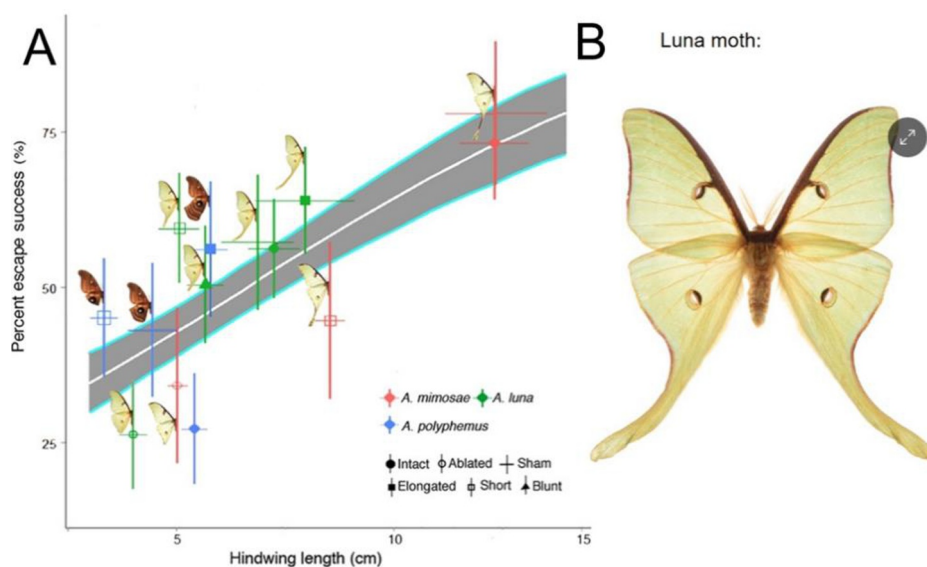 A
B
Luna moth:
Percent escape success (%)
75
50
25
A. mimosae A. luna
A. polyphemus
Intact Ablated Sham
Elongated Short Blunt
5 10 15
Hindwing length (cm)